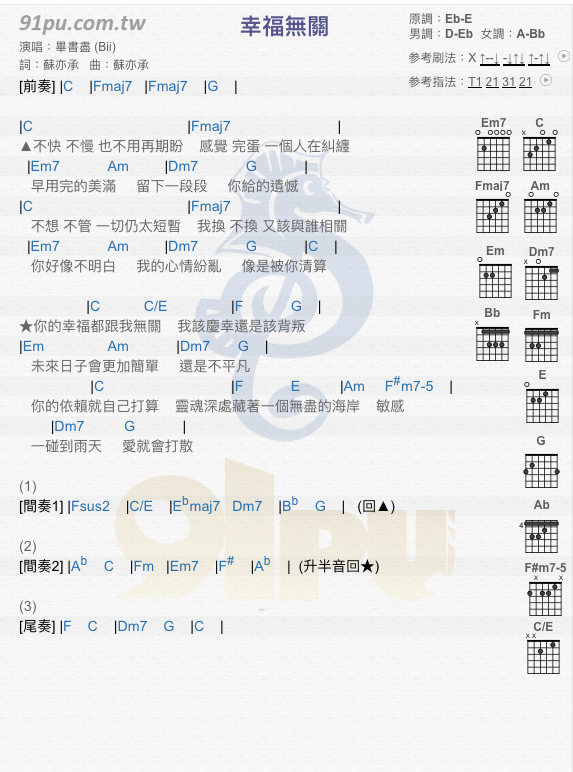 91pu.com.tw
幸福無關
原調：Eb-E
男調：D-Eb 女調：A-Bb
演唱：畢書盡 (Bii)
詞：蘇亦承 曲：蘇亦承
參考刷法：X ↑--↓ -↓↑↓ ↑-↑↓
參考指法：T1 21 31 21
[前奏] |C |Fmaj7 |Fmaj7 |G |
|C |Fmaj7 |
▲不快 不慢 也不用再期盼 感覺 完蛋 一個人在糾纏
|Em7 Am |Dm7 G |
早用完的美滿 留下一段段 你給的遺憾
|C |Fmaj7 |
不想 不管 一切仍太短暫 我換 不換 又該與誰相關
|Em7 Am |Dm7 G |C |
你好像不明白 我的心情紛亂 像是被你清算
|C C/E |F G |
★你的幸福都跟我無關 我該慶幸還是該背叛
|Em Am |Dm7 G |
未來日子會更加簡單 還是不平凡
|C |F E |Am F#m7-5 |
你的依賴就自己打算 靈魂深處藏著一個無盡的海岸 敏感
|Dm7 G |
一碰到雨天 愛就會打散
(1)
[間奏1] |Fsus2 |C/E |Ebmaj7 Dm7 |Bb G | (回▲)
(2)
[間奏2] |Ab C |Fm |Em7 |F# |Ab | (升半音回★)
(3)
[尾奏] |F C |Dm7 G |C |
Em7 C
x
Fmaj7 Am
Em Dm7
x
Bb Fm
x
E
G
Ab
4
F#m7-5
x x
C/E
x x
91pu